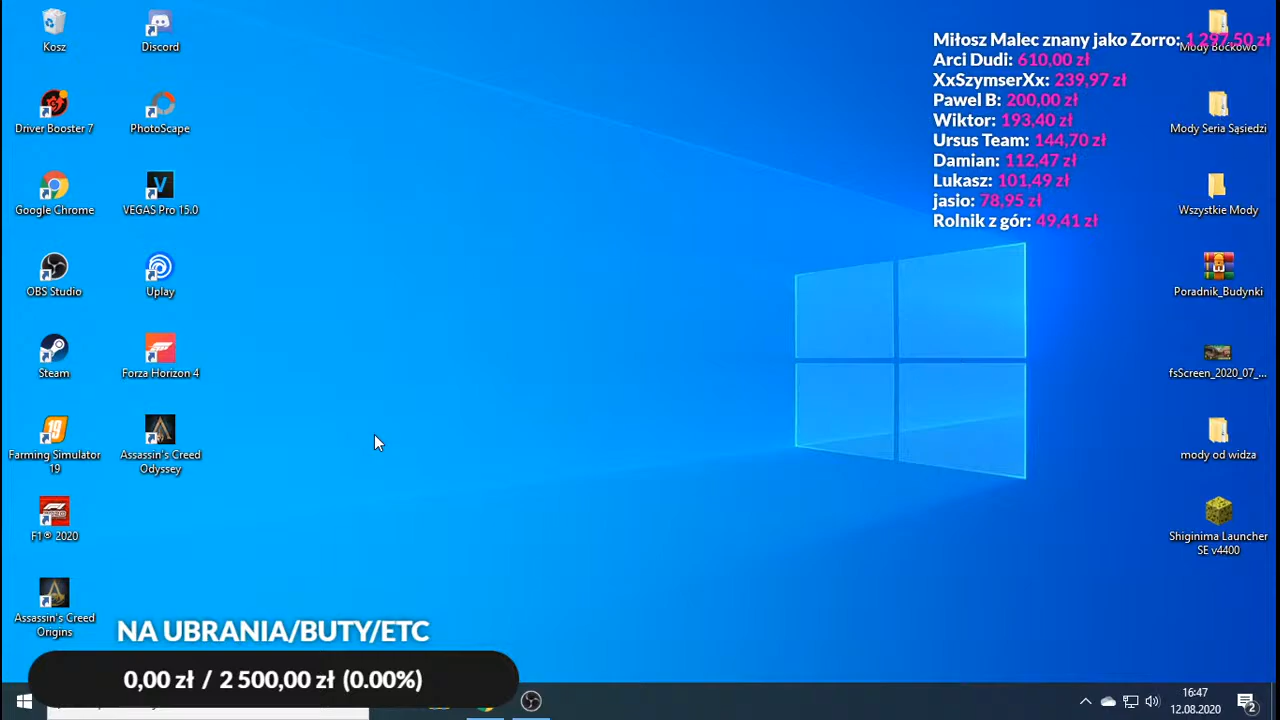 Kosz
Discord
Driver Booster 7
PhotoScape
Google Chrome
VEGAS Pro 15.0
OBS Studio
Uplay
Steam
Forza Horizon 4
Farming Simulator
19
Assassin's Creed
Odyssey
F1® 2020
Assassin's Creed
Origins
Miłosz Malec znany jako Zorro: 1 297,50 zł
Arci Dudi: 610,00 zł
XxSzymserXx: 239,97 zł
Pawel B: 200,00 zł
Wiktor: 193,40 zł
Ursus Team: 144,70 zł
Damian: 112,47 zł
Lukasz: 101,49 zł
jasio: 78,95 zł
Rolnik z gór: 49,41 zł
Mody Boćkowo
Mody Seria Sąsiedzi
Wszystkie Mody
Poradnik_Budynki
fsScreen_2020_07_...
mody od widza
Shiginima Launcher
SE v4400
NA UBRANIA/BUTY/ETC
0,00 zł / 2 500,00 zł (0.00%)
16:47
12.08.2020
2